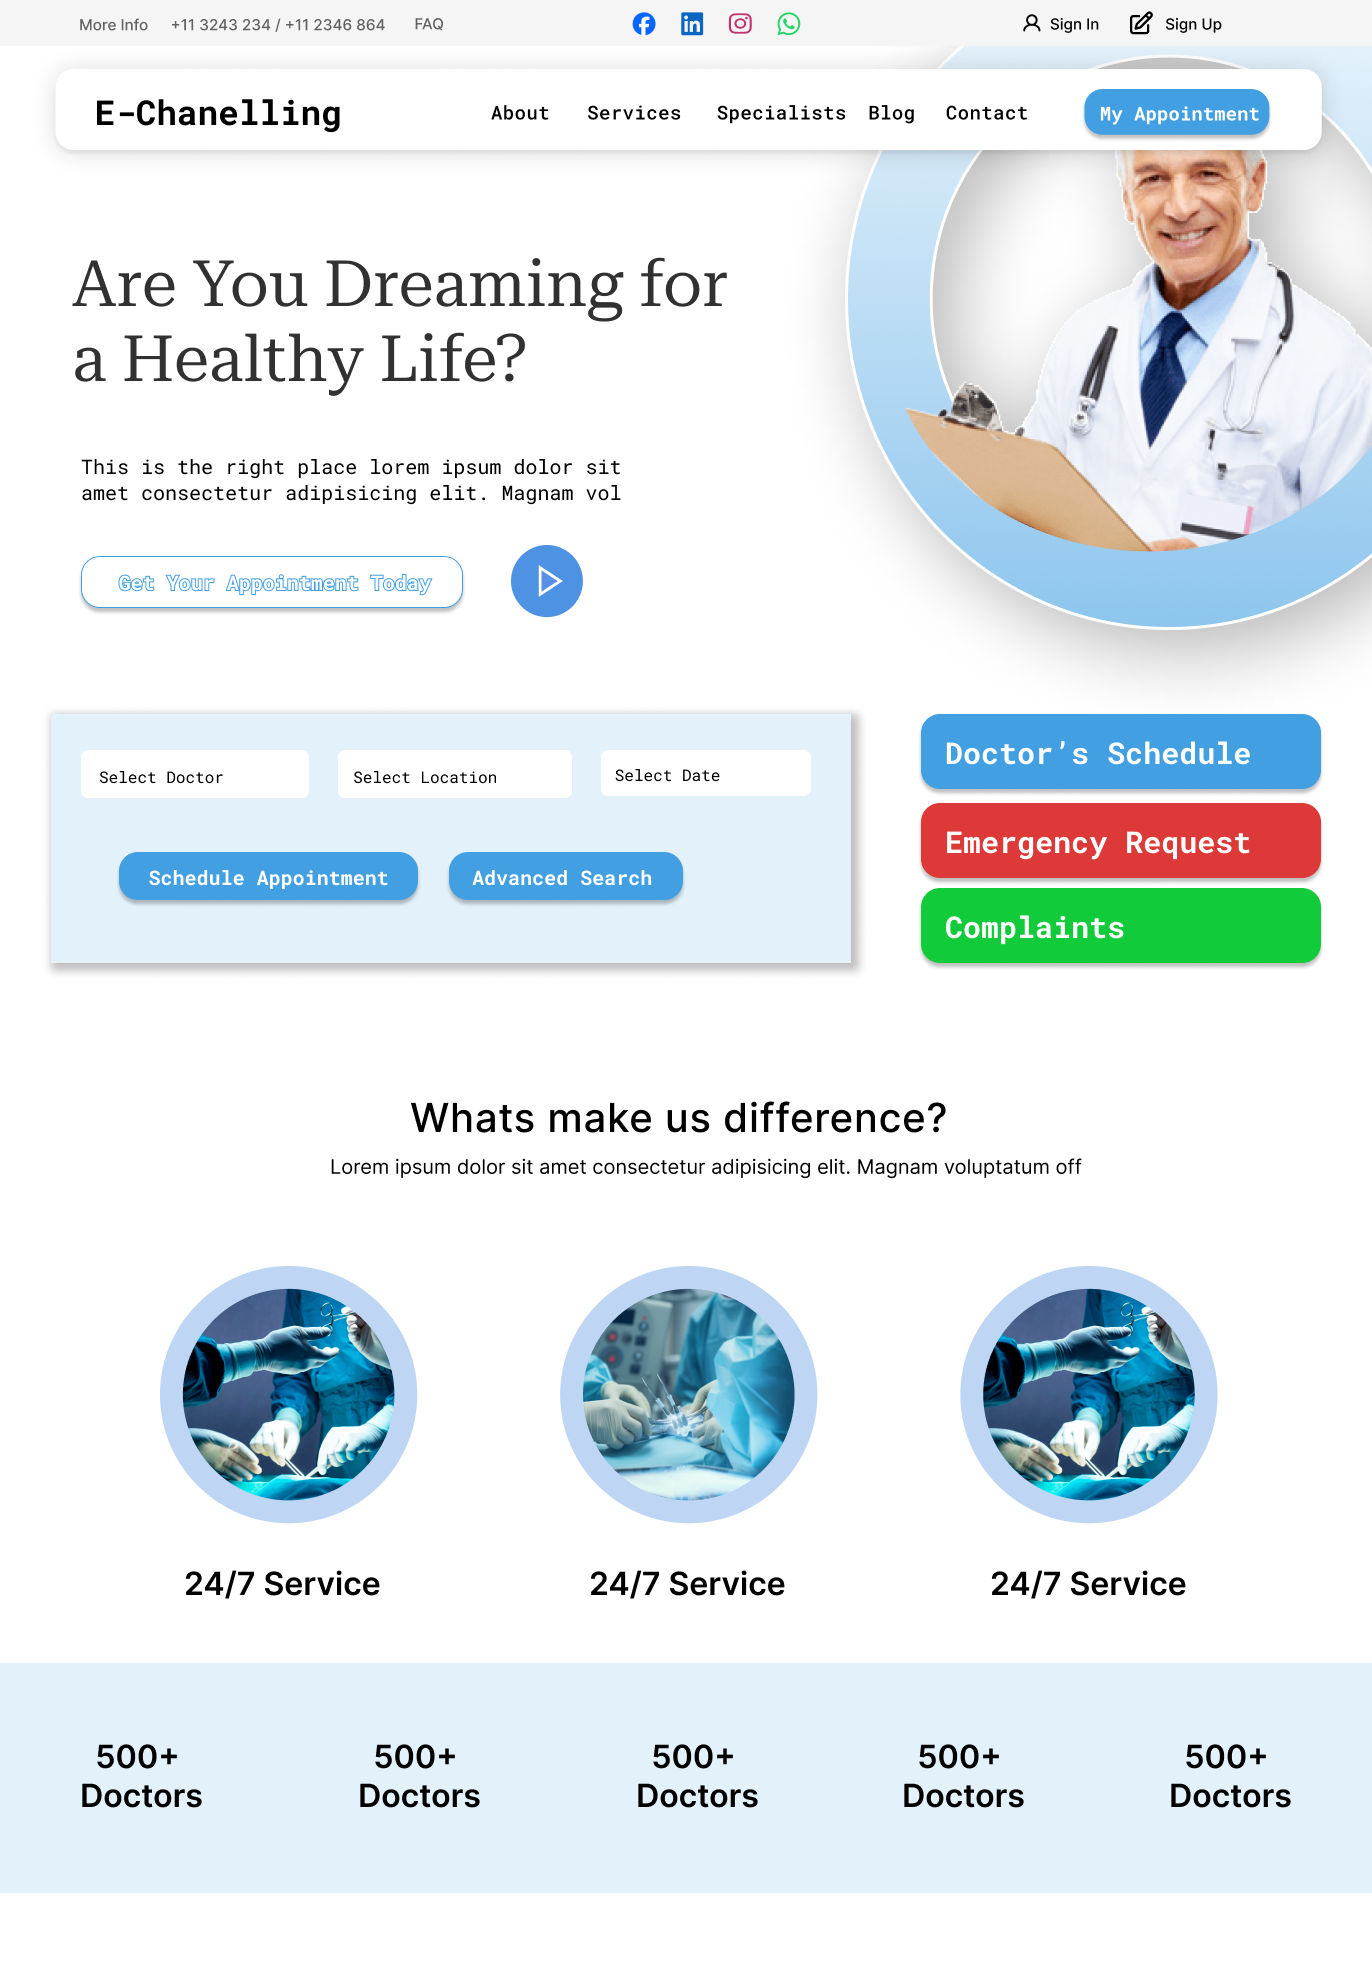 More Info +11 3243 234 / +11 2346 864 FAQ Sign In Sign Up
E-Chanelling About Services Specialists Blog Contact My Appointment
Are You Dreaming for
a Healthy Life?
This is the right place lorem ipsum dolor sit
amet consectetur adipisicing elit. Magnam vol
Get Your Appointment Today
Select Doctor Select Location Select Date
Schedule Appointment Advanced Search
Doctor’s Schedule
Emergency Request
Complaints
Whats make us difference?
Lorem ipsum dolor sit amet consectetur adipisicing elit. Magnam voluptatum off
24/7 Service 24/7 Service 24/7 Service
500+ 500+ 500+ 500+ 500+
Doctors Doctors Doctors Doctors Doctors